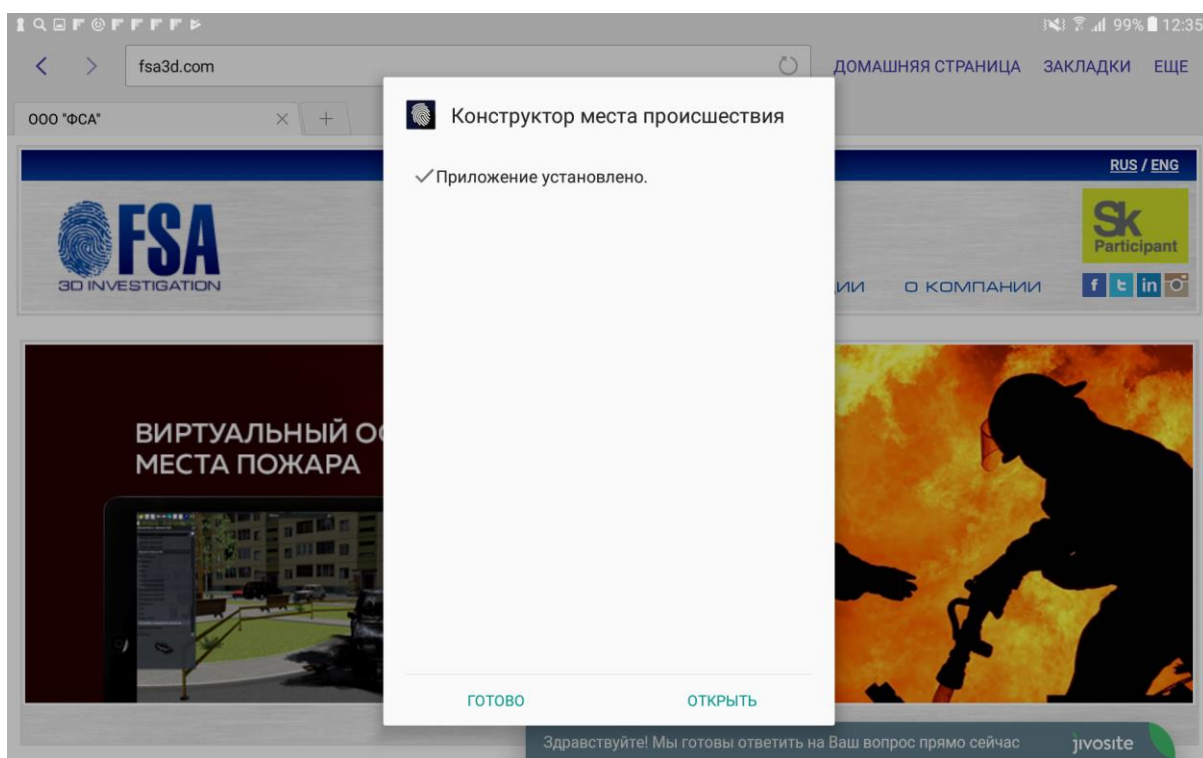 99% 12:35
fsa3d.com
ДОМАШНЯЯ СТРАНИЦА ЗАКЛАДКИ ЕЩЕ
ООО "ФСА"
Конструктор места происшествия
Приложение установлено.
RUS / ENG
FSA
3D INVESTIGATION
Sk
Participant
ИИ О КОМПАНИИ
ВИРТУАЛЬНЫЙ ОС
МЕСТА ПОЖАРА
ГОТОВО ОТКРЫТЬ
Здравствуйте! Мы готовы ответить на Ваш вопрос прямо сейчас jivosite